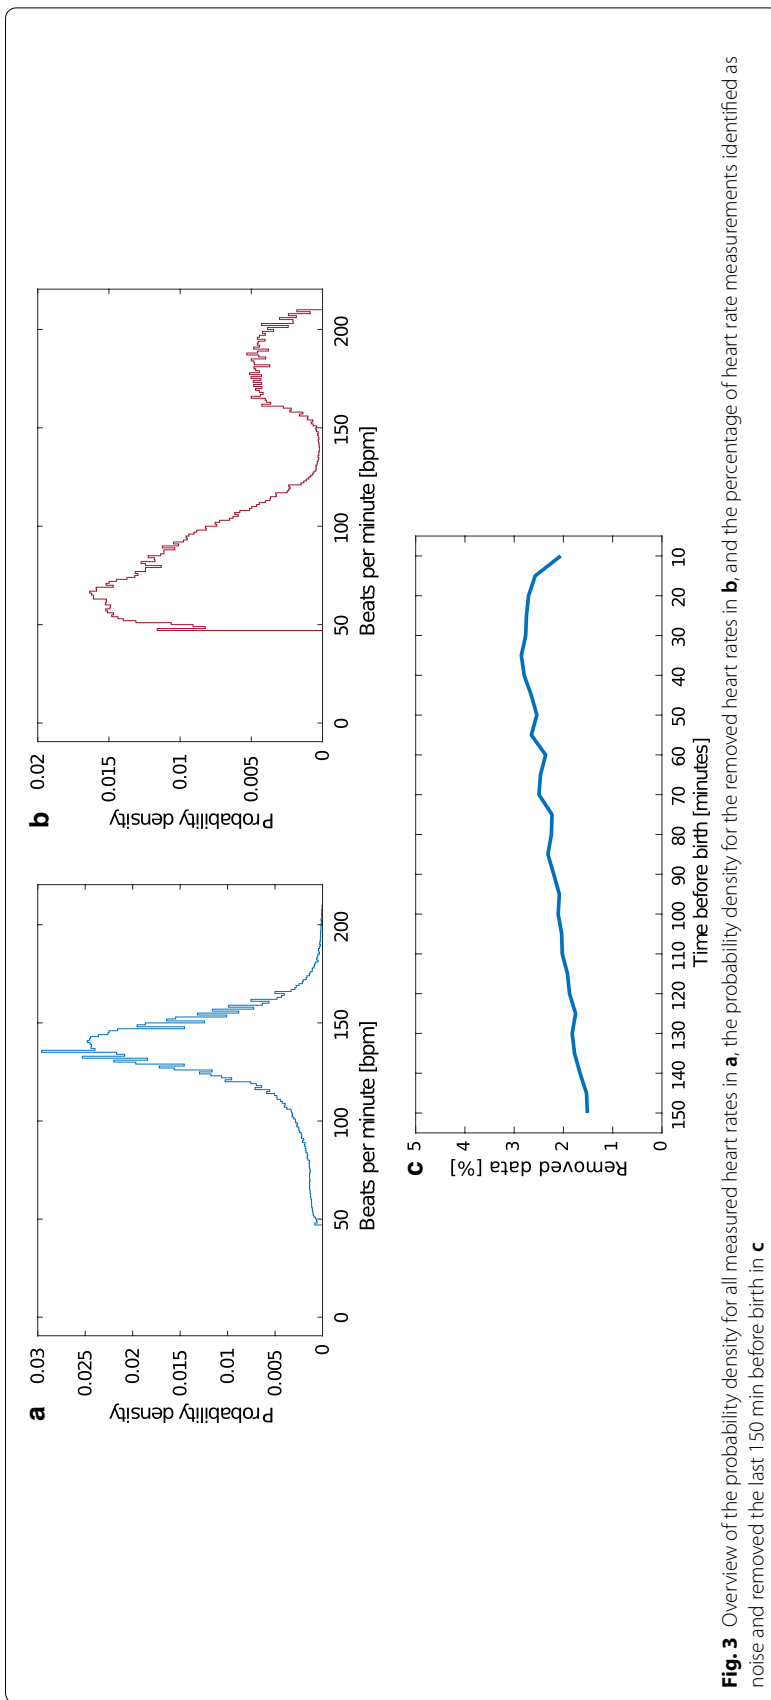 a
Probability density
0.03
0.025
0.02
0.015
0.01
0.005
0
0
50
100
150
200
Beats per minute [bpm]
b
Probability density
0.02
0.015
0.01
0.005
0
0
50
100
150
200
Beats per minute [bpm]
c
Removed data [%]
5
4
3
2
1
0
150 140 130 120 110 100 90 80 70 60 50 40 30 20 10
Time before birth [minutes]
Fig. 3 Overview of the probability density for all measured heart rates in a, the probability density for the removed heart rates in b, and the percentage of heart rate measurements identified as
noise and removed the last 150 min before birth in c